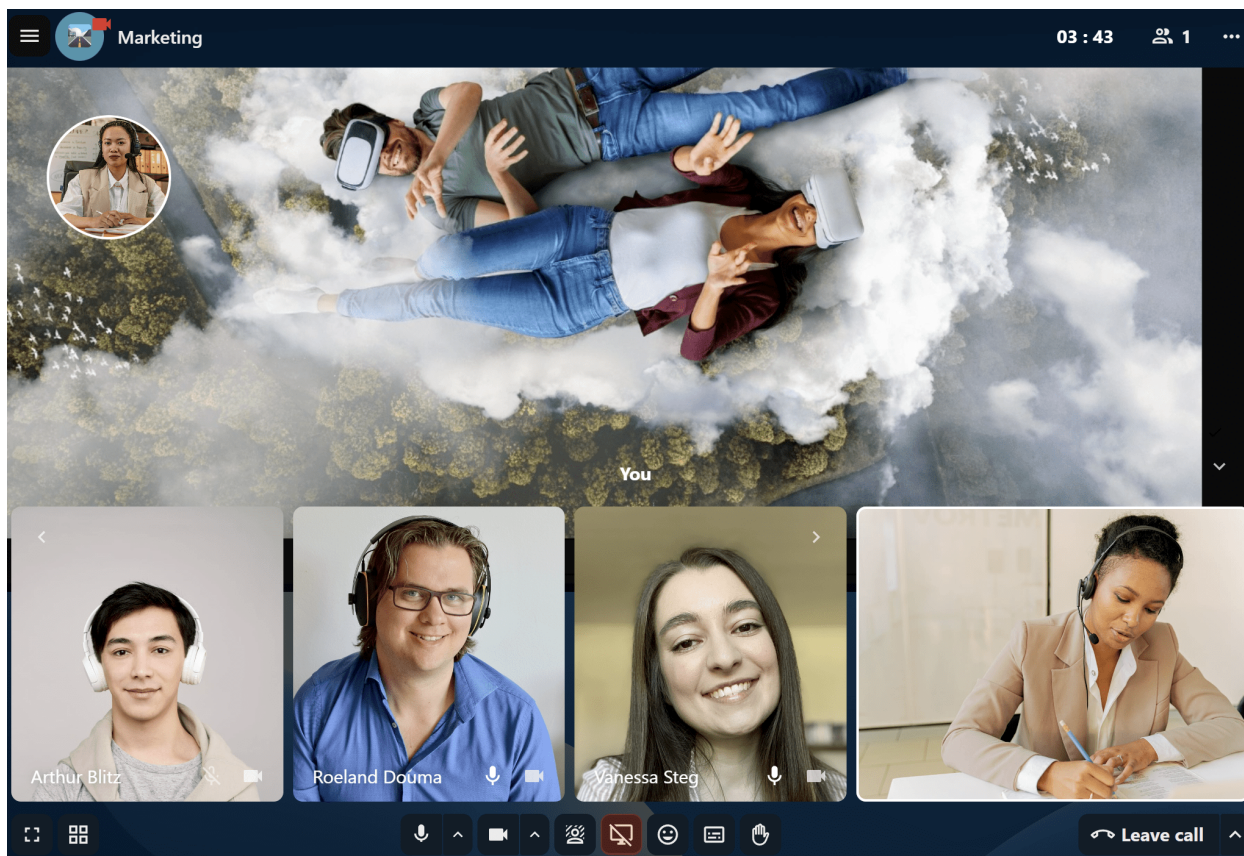 Marketing
03 : 43
1
You
Arthur Blitz
Roeland Douma
Vanessa Steg
Leave call